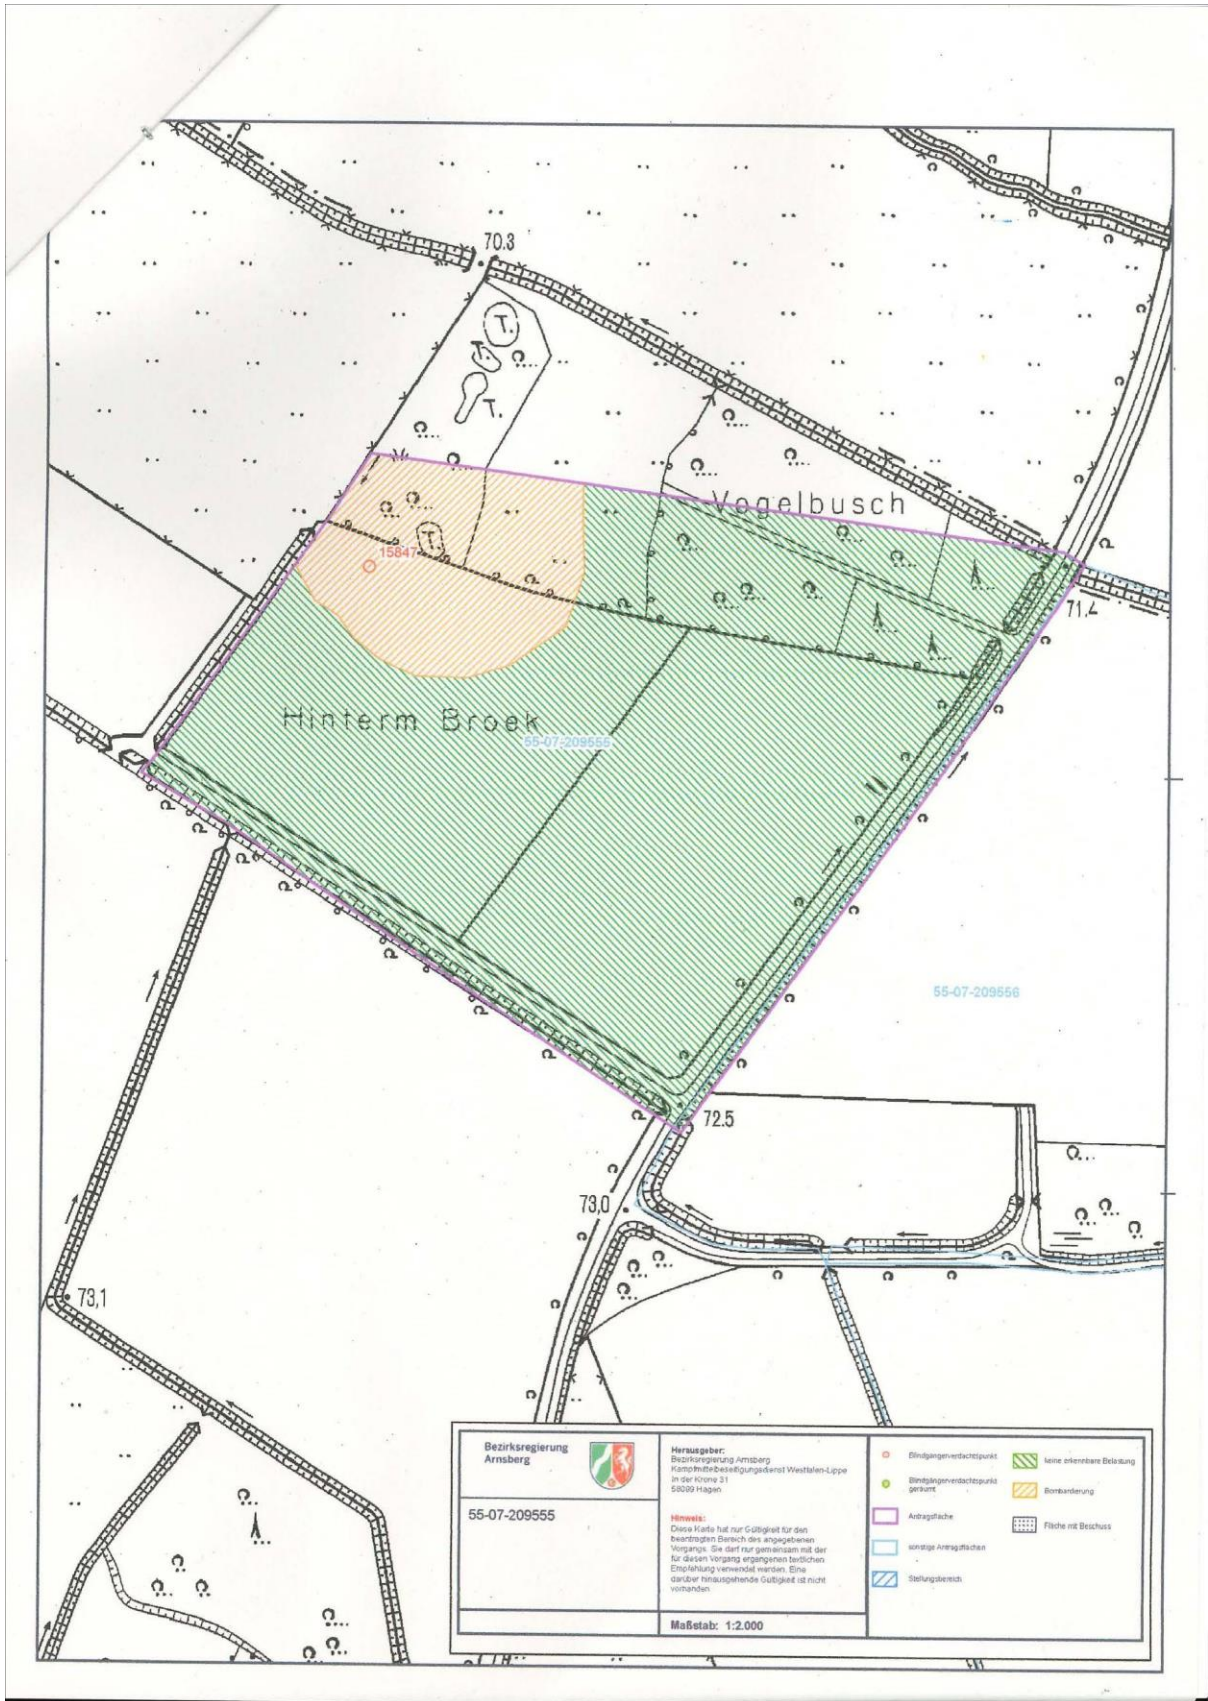 70.3
T.
T.
T.
Vogelbusch
T.
15847
71.4
Hinterm Broek
55-07-209555
55-07-209556
72.5
73,0
73,1
Bezirksregierung
Arnsberg
55-07-209555
Herausgeber:
Bezirksregierung Arnsberg
Kampfmittelbeseitigungsdienst Westfalen-Lippe
In der Krone 31
58099 Hagen
Hinweis:
Diese Karte hat nur Gültigkeit für den
beantragten Bereich des angegebenen
Vorgangs. Sie darf nur gemeinsam mit der
für diesen Vorgang ergangenen textlichen
Empfehlung verwendet werden. Eine
darüber hinausgehende Gültigkeit ist nicht
vorhanden
Maßstab: 1:2.000
Blindgängerverdachtspunkt
Blindgängerverdachtspunkt
geräumt
Antragsfläche
sonstige Antragsflächen
Stellungsbereich
keine erkennbare Belastung
Bombardierung
Fläche mit Beschuss